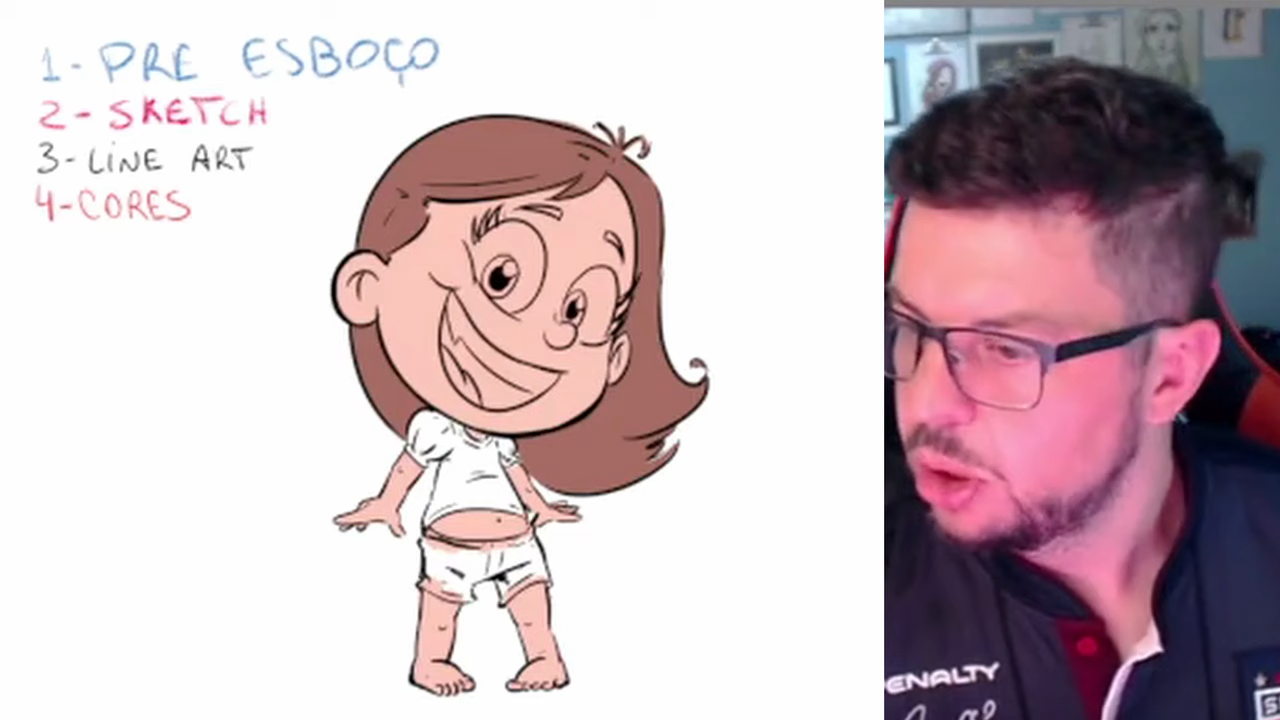 1- PRE ESBOÇO
2- SKETCH
3- LINE ART
4- CORES
ENALTY